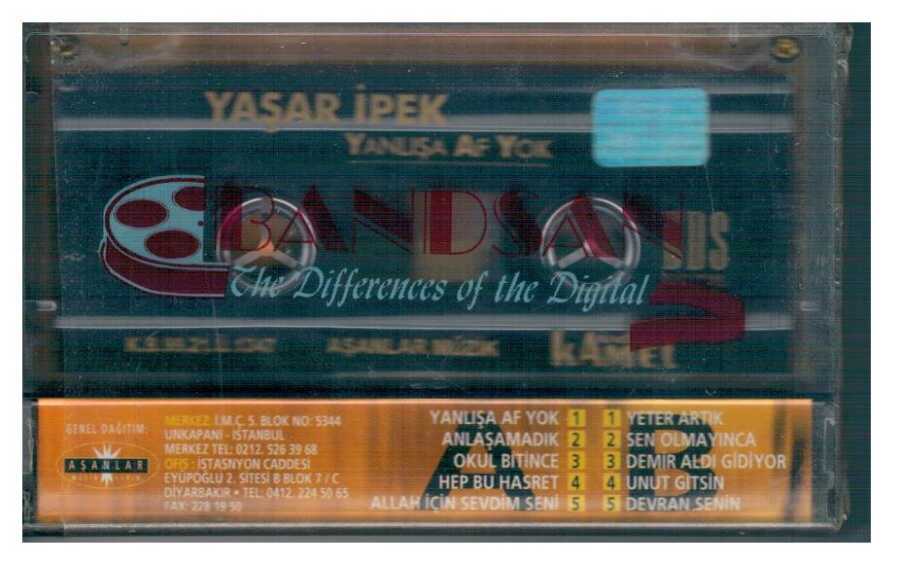 YAŞAR İPEK
YANLIŞA AF YOK
BANDSAN
The Differences of the Digital
AŞANLAR MÜZİK
GENEL DAĞITIM:
AŞANLAR
MERKEZ: İ.M.Ç. 5. BLOK NO: 5344
UNKAPANI - İSTANBUL
MERKEZ TEL: 0212. 526 39 68
OFİS : İSTASNYON CADDESİ
EYÜPOĞLU 2. SİTESİ B BLOK 7 / C
DİYARBAKIR • TEL: 0412. 224 50 65
FAX: 228 19 50
A B
YANLIŞA AF YOK 1 1 YETER ARTIK
ANLAŞAMADIK 2 2 SEN OLMAYINCA
OKUL BİTİNCE 3 3 DEMİR ALDI GİDİYOR
HEP BU HASRET 4 4 UNUT GİTSİN
ALLAH İÇİN SEVDİM SENİ 5 5 DEVRAN SENİN